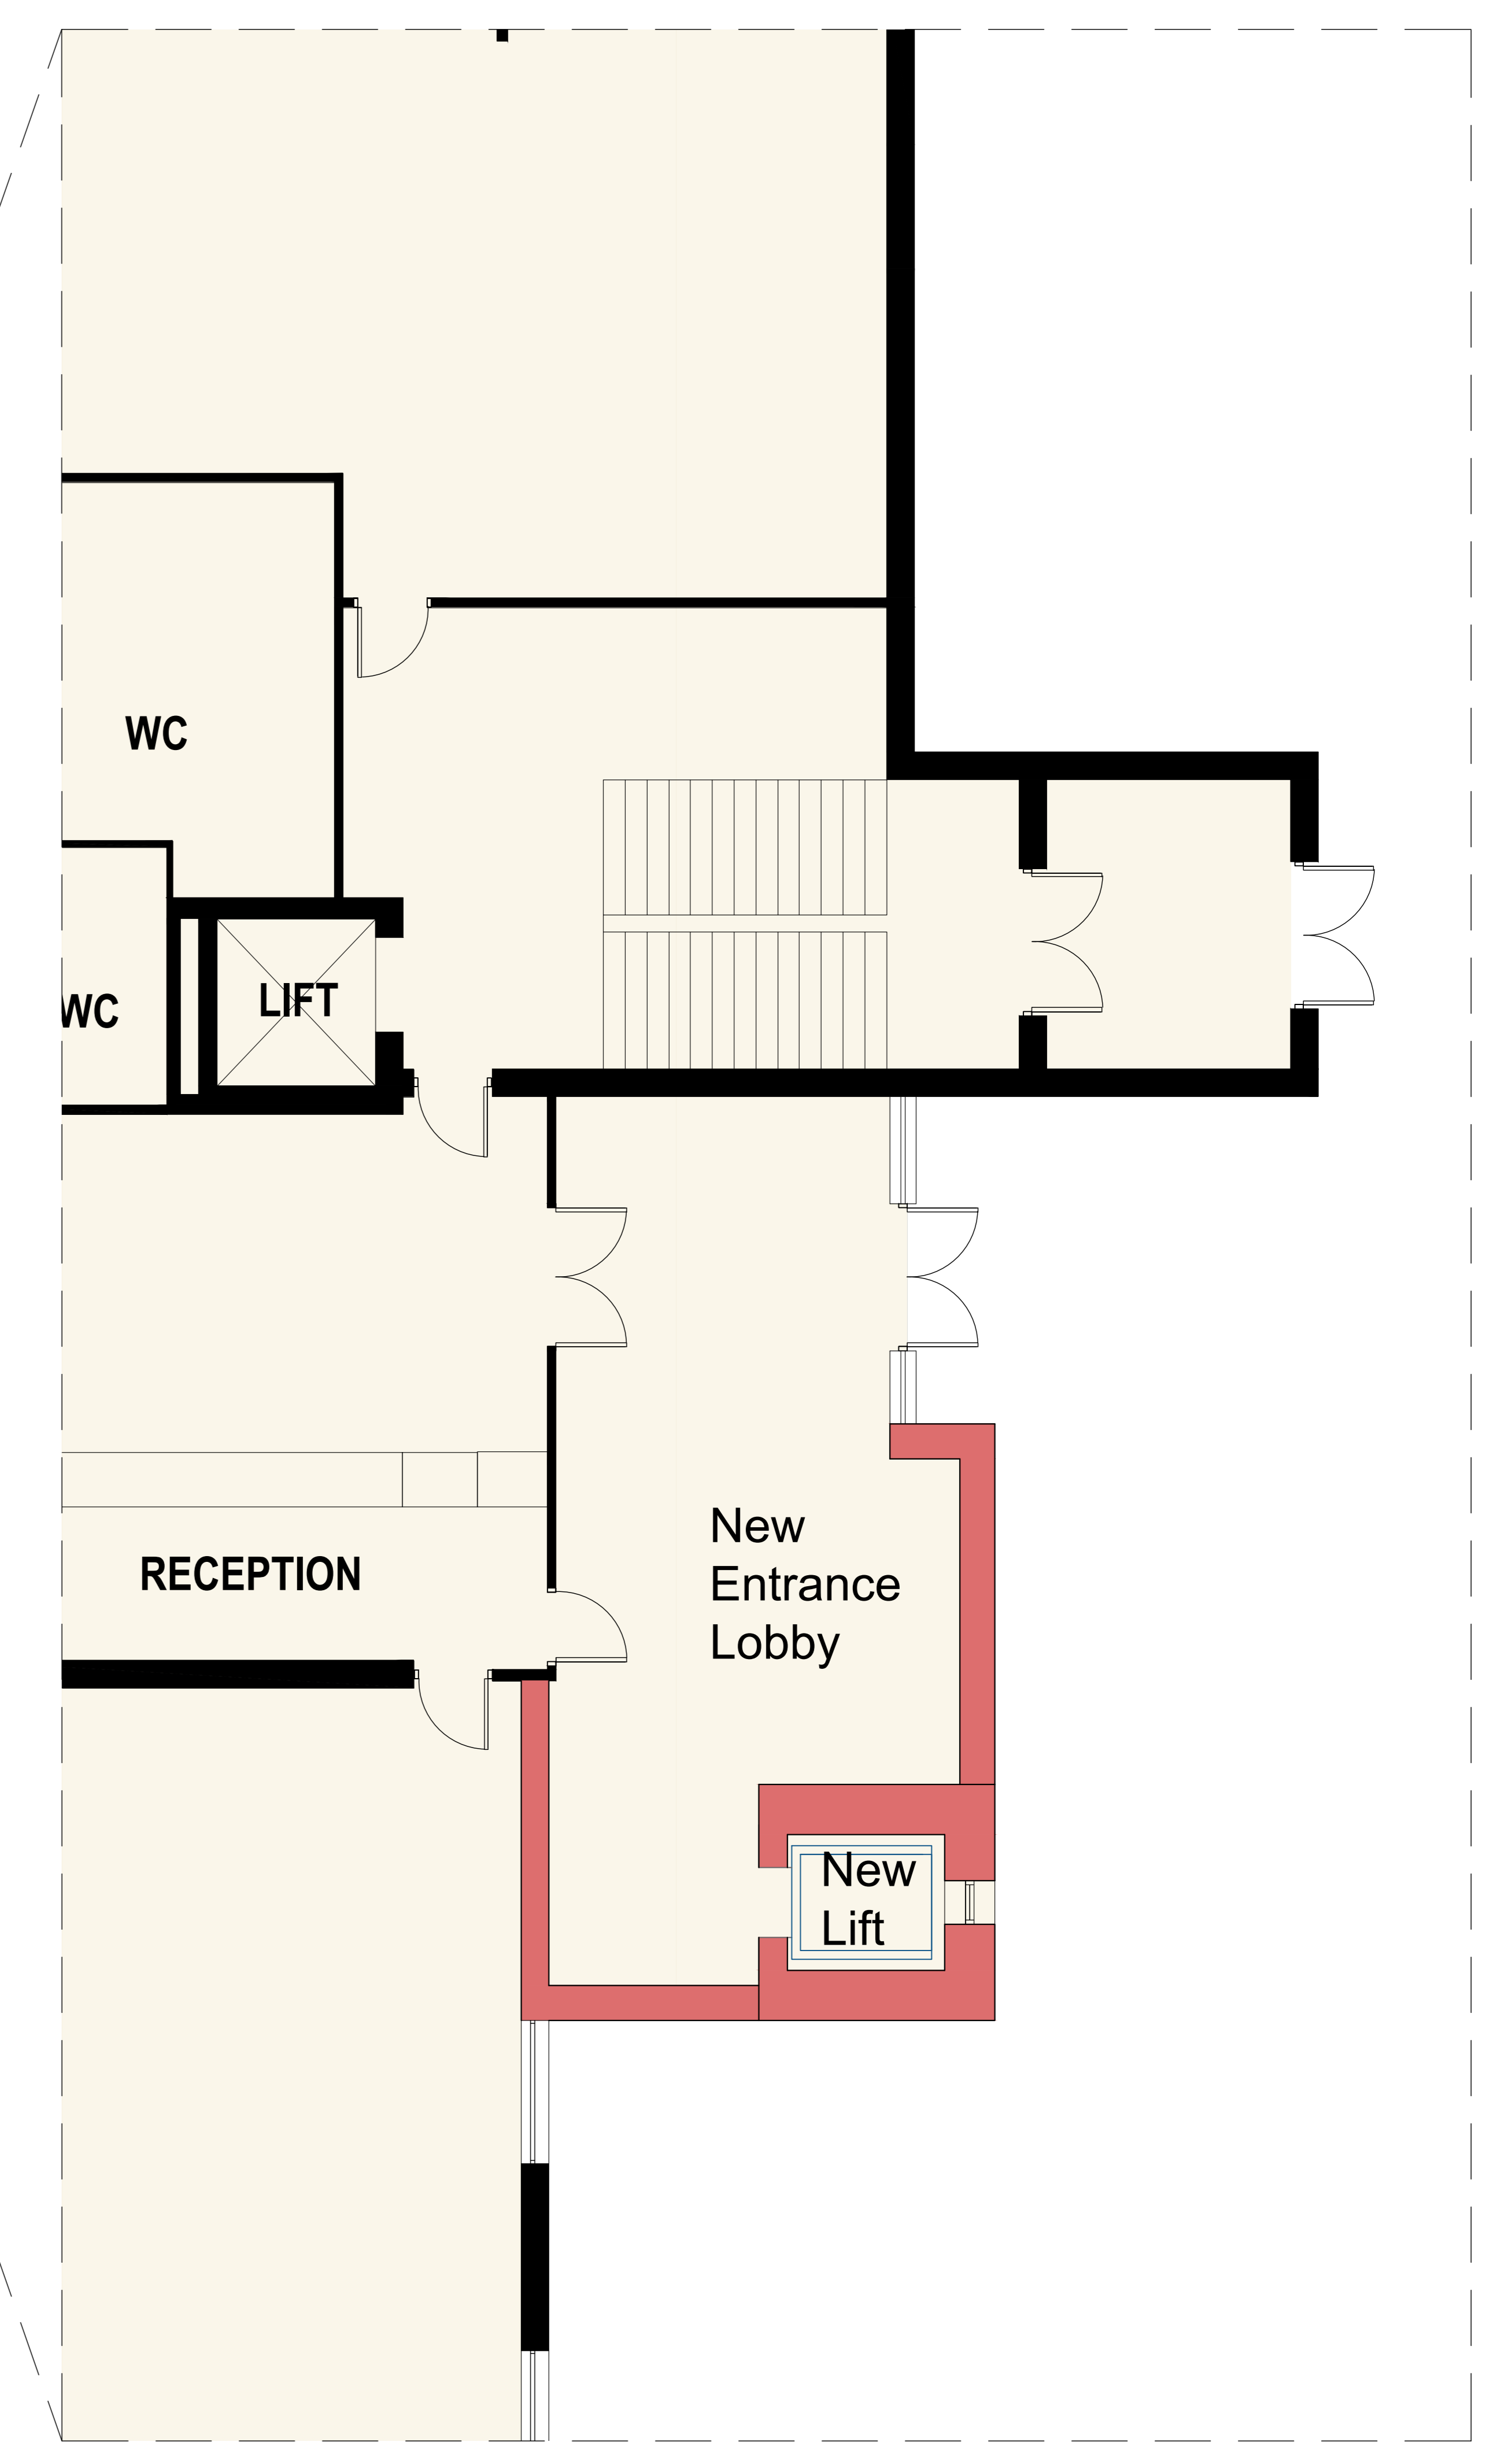 WC
WC
LIFT
New
Entrance
Lobby
RECEPTION
New
Lift